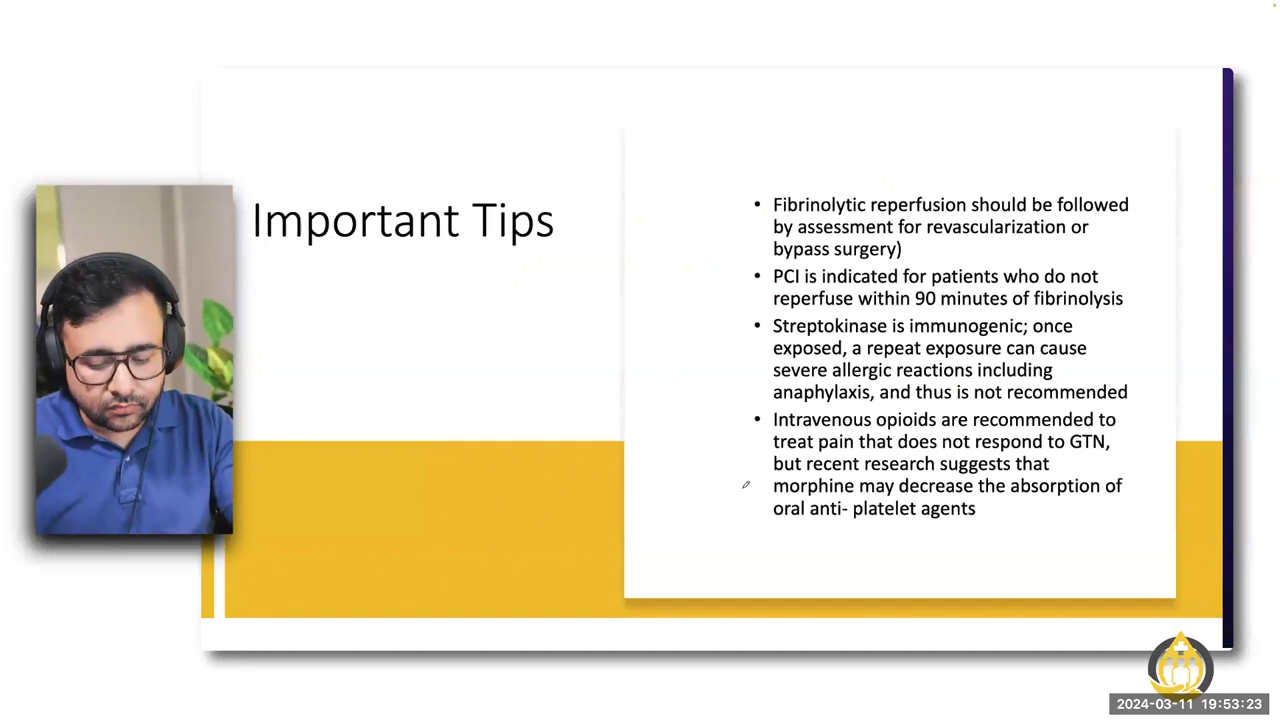 Important Tips
• Fibrinolytic reperfusion should be followed
by assessment for revascularization or
bypass surgery)
• PCI is indicated for patients who do not
reperfuse within 90 minutes of fibrinolysis
• Streptokinase is immunogenic; once
exposed, a repeat exposure can cause
severe allergic reactions including
anaphylaxis, and thus is not recommended
• Intravenous opioids are recommended to
treat pain that does not respond to GTN,
but recent research suggests that
morphine may decrease the absorption of
oral anti- platelet agents
2024-03-11 19:53:23